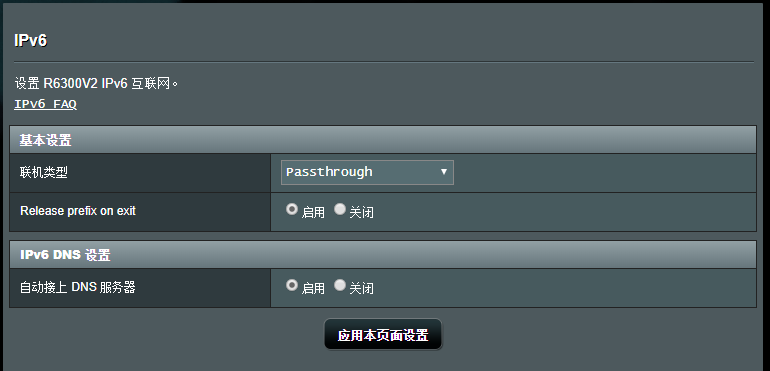 IPv6
设置 R6300V2 IPv6 互联网。
IPv6 FAQ
基本设置
联机类型 Passthrough
Release prefix on exit 启用 关闭
IPv6 DNS 设置
自动接上 DNS 服务器 启用 关闭
应用本页面设置